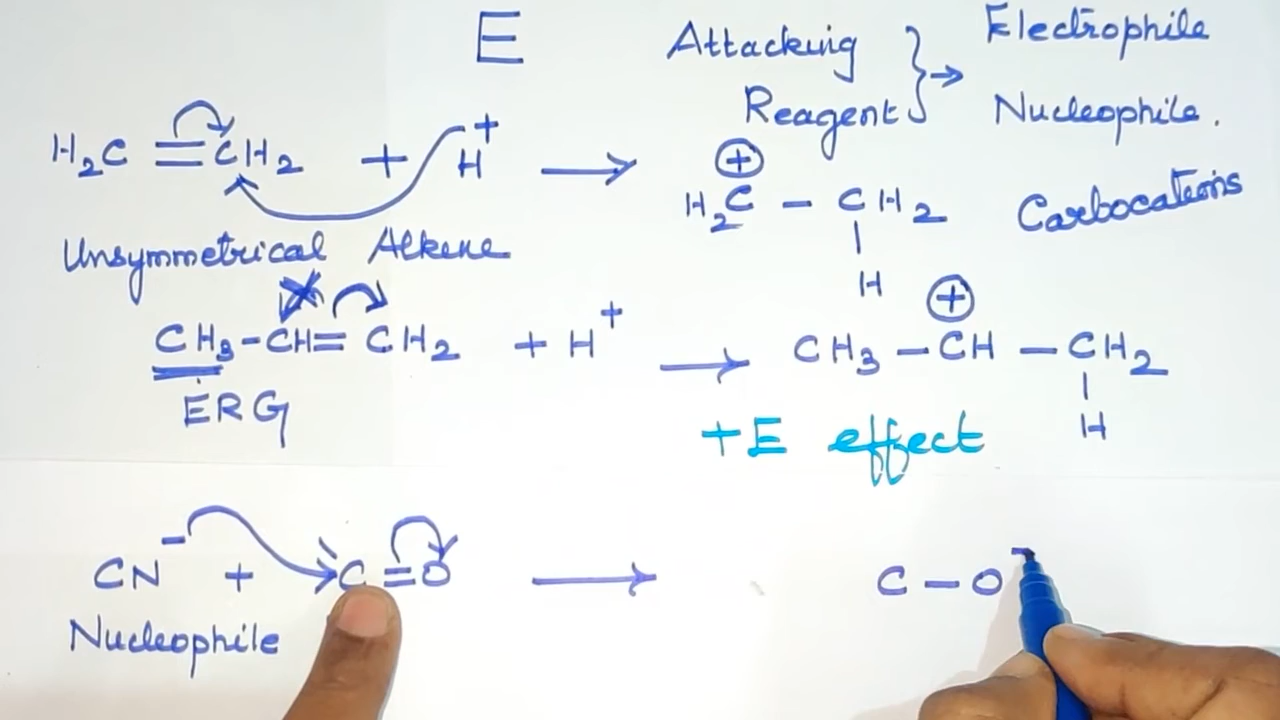 E
Attacking Reagent } → Electrophile
Nucleophile.
H₂C = CH₂ + H⁺ → H₂C⊕ – CH₂
|
H
Carbocations
Unsymmetrical Alkene
CH₃-CH=CH₂ + H⁺ → CH₃ – CH⊕ – CH₂
|
H
ERG
+E effect
CN⁻ + C=O → C – O⁻
Nucleophile